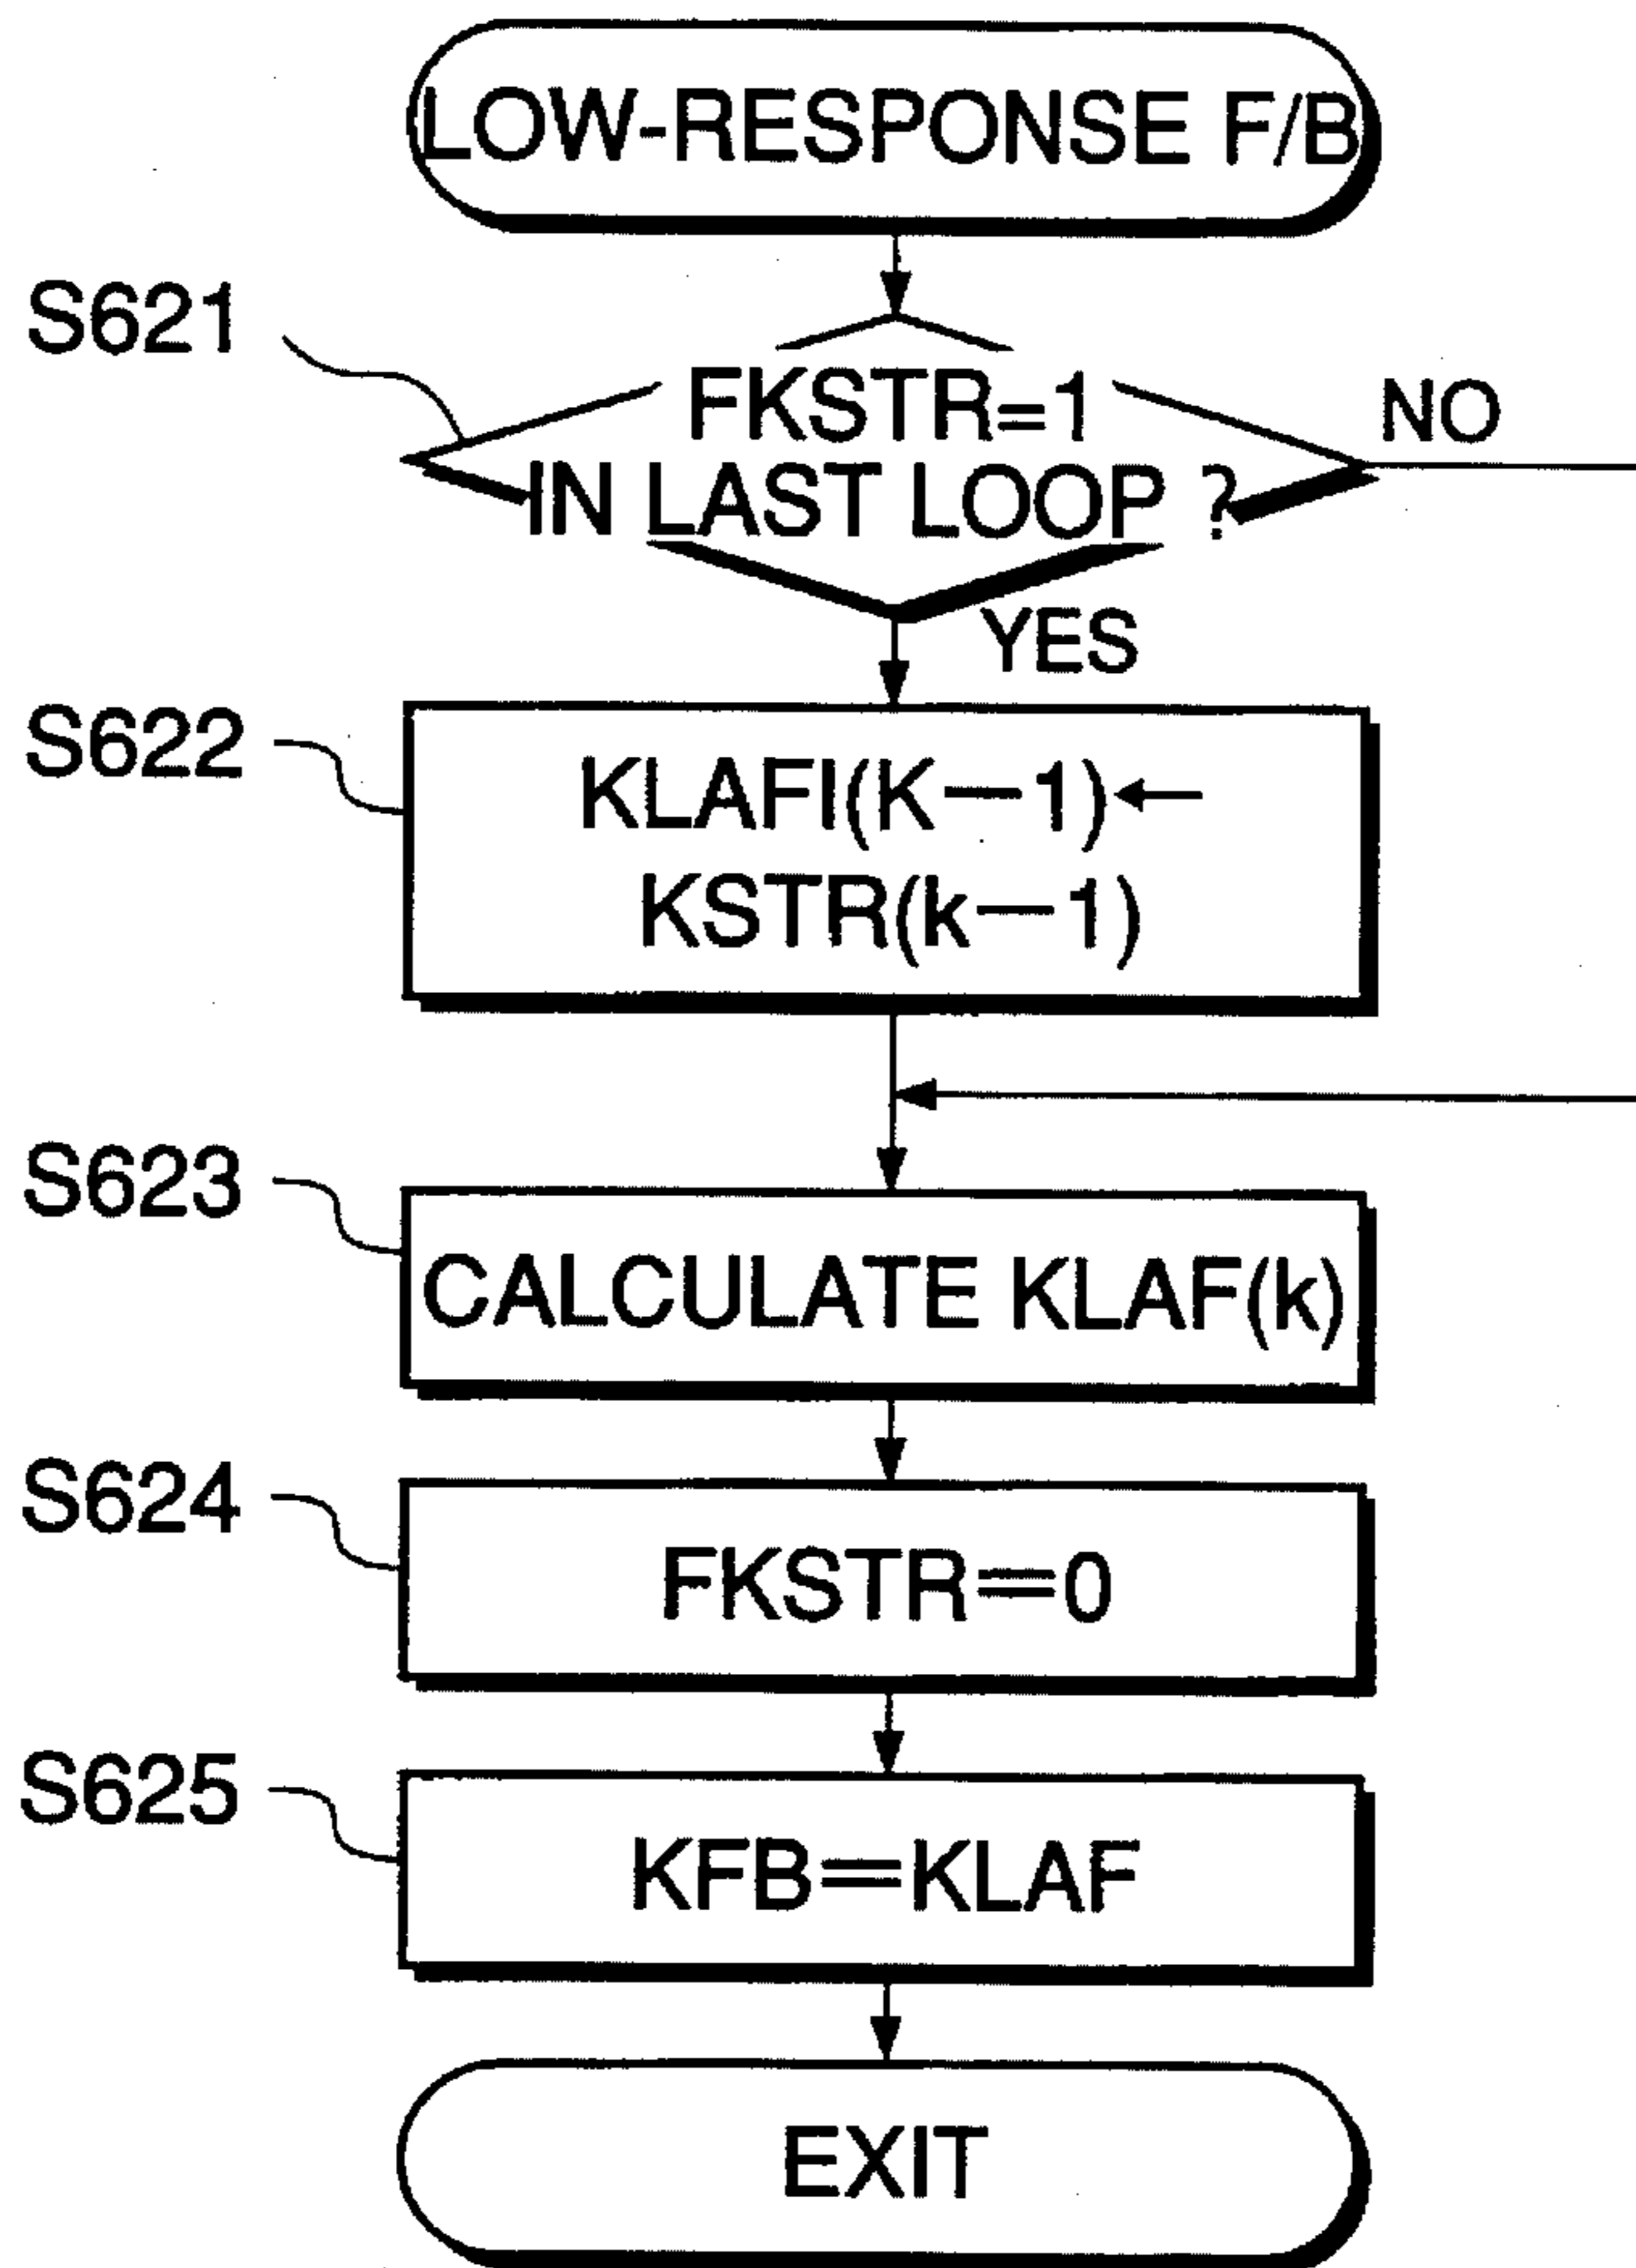 LOW-RESPONSE F/B
S621
FKSTR=1
NO
IN LAST LOOP ?
YES
S622
KLAFI(K—1)←
KSTR(k—1)
S623
CALCULATE KLAF(k)
S624
FKSTR=0
S625
KFB=KLAF
EXIT